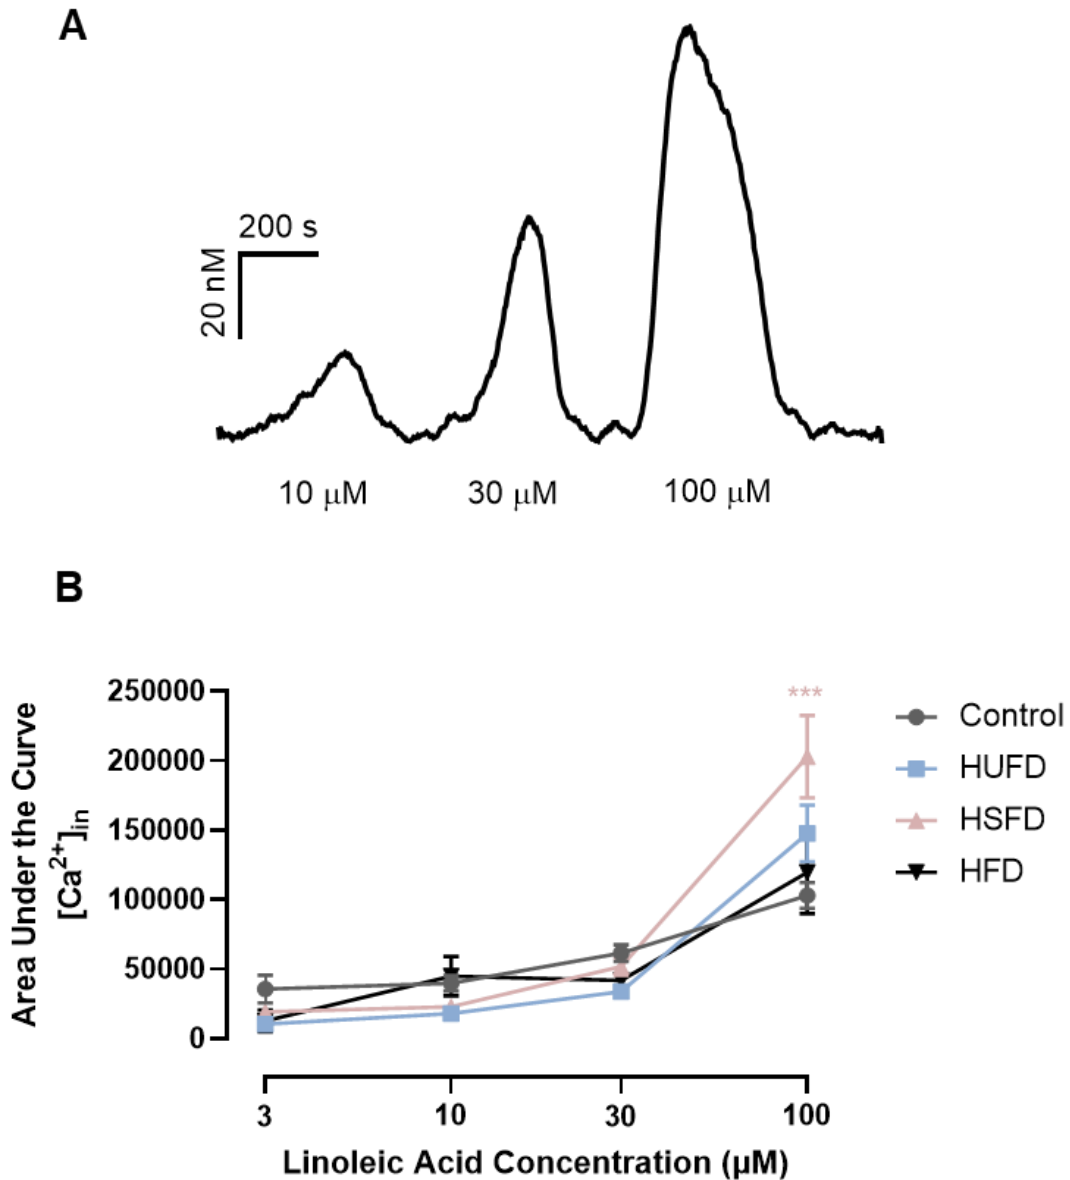 A
200 s
20 nM
10 μM
30 μM
100 μM
B
Area Under the Curve
[Ca²⁺]ᵢₙ
250000
200000
150000
100000
50000
0
***
Control
HUFD
HSFD
HFD
3
10
30
100
Linoleic Acid Concentration (μM)